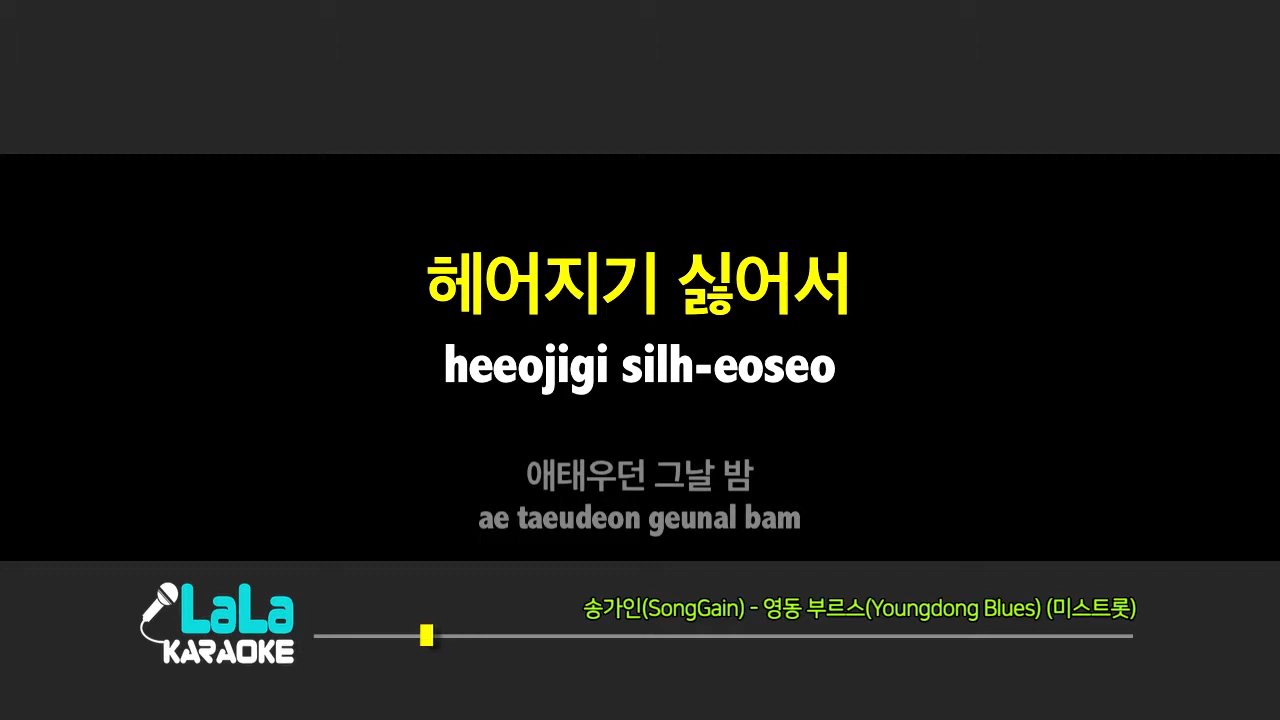 헤어지기 싫어서
heeojigi silh-eoseo
애태우던 그날 밤
ae taeudeon geunal bam
송가인(SongGain) - 영동 부르스(Youngdong Blues) (미스트롯)
LaLa
KARAOKE